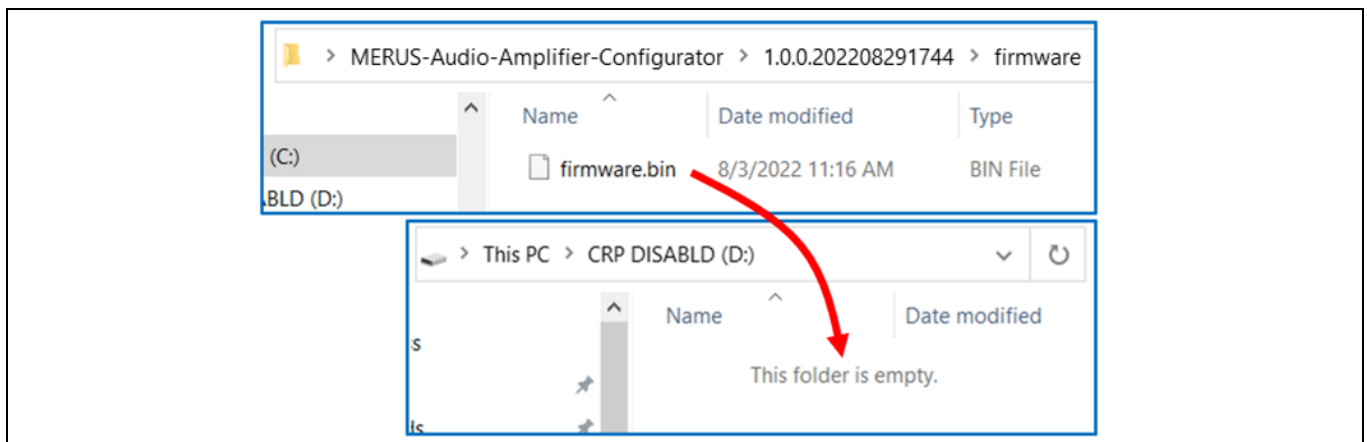 > MERUS-Audio-Amplifier-Configurator > 1.0.0.202208291744 > firmware
Name Date modified Type
(C:)
firmware.bin 8/3/2022 11:16 AM BIN File
BLD (D:)
> This PC > CRP DISABLD (D:)
Name Date modified
s
This folder is empty.
ds